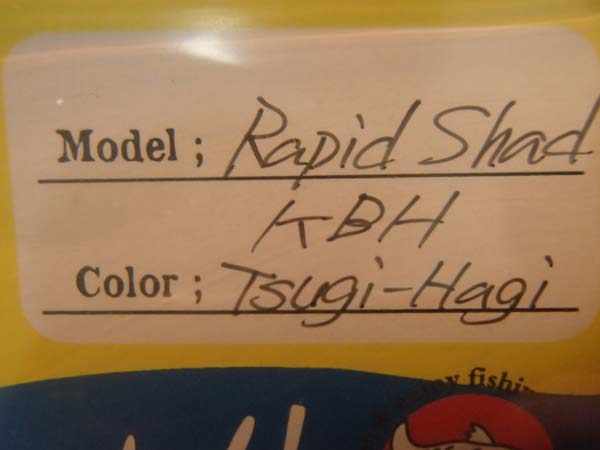 Model ; Rapid Shad
KBH
Color ; Tsugi-Hagi